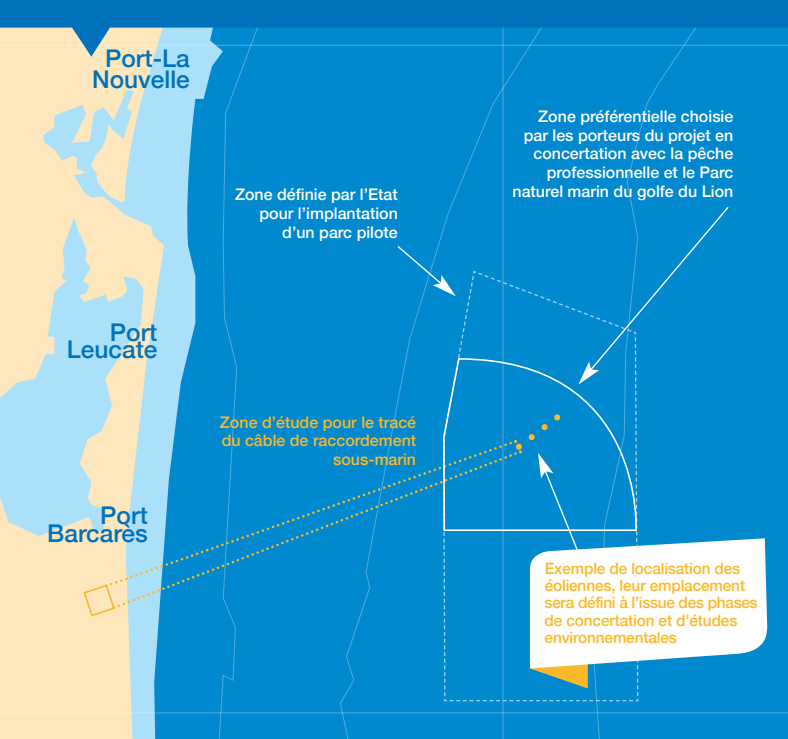 Port-La
Nouvelle
Zone préférentielle choisie
par les porteurs du projet en
concertation avec la pêche
professionnelle et le Parc
naturel marin du golfe du Lion
Zone définie par l'Etat
pour l'implantation
d'un parc pilote
Port
Leucate
Zone d'étude pour le tracé
du câble de raccordement
sous-marin
Port
Barcarès
Exemple de localisation des
éoliennes, leur emplacement
sera défini à l'issue des phases
de concertation et d'études
environnementales